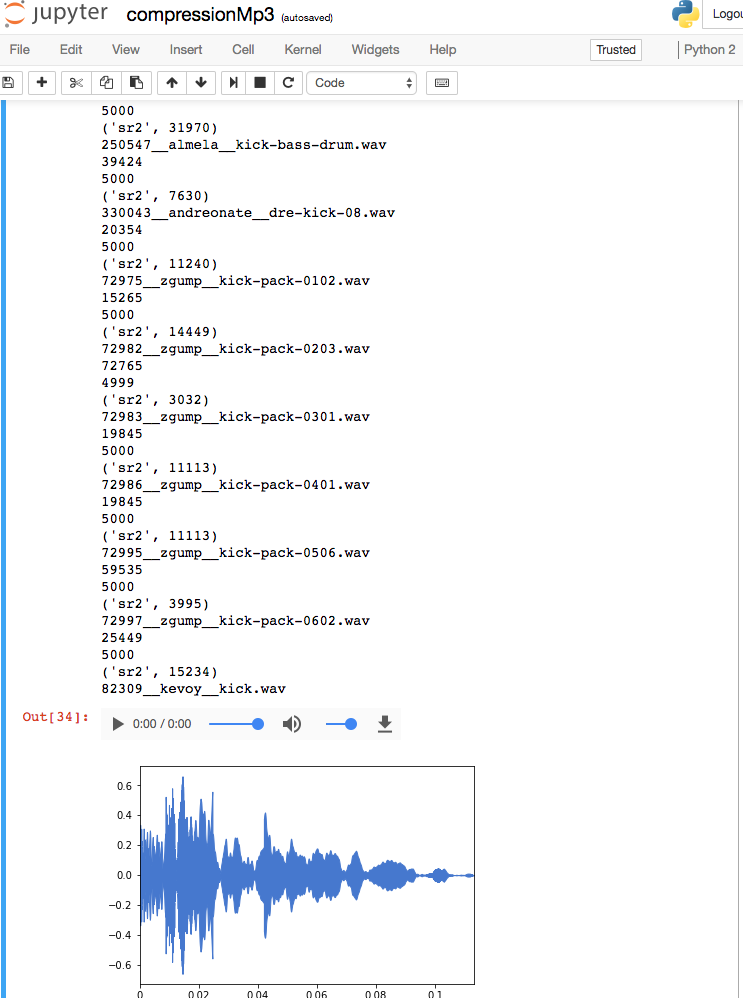 jupyter compressionMp3 (autosaved) Logou
File Edit View Insert Cell Kernel Widgets Help Trusted Python 2
Code
5000
('sr2', 31970)
250547__almela__kick-bass-drum.wav
39424
5000
('sr2', 7630)
330043__andreonate__dre-kick-08.wav
20354
5000
('sr2', 11240)
72975__zgump__kick-pack-0102.wav
15265
5000
('sr2', 14449)
72982__zgump__kick-pack-0203.wav
72765
4999
('sr2', 3032)
72983__zgump__kick-pack-0301.wav
19845
5000
('sr2', 11113)
72986__zgump__kick-pack-0401.wav
19845
5000
('sr2', 11113)
72995__zgump__kick-pack-0506.wav
59535
5000
('sr2', 3995)
72997__zgump__kick-pack-0602.wav
25449
5000
('sr2', 15234)
82309__kevoy__kick.wav
Out[34]: 0:00 / 0:00
0.6
0.4
0.2
0.0
−0.2
−0.4
−0.6
0 0.02 0.04 0.06 0.08 0.1